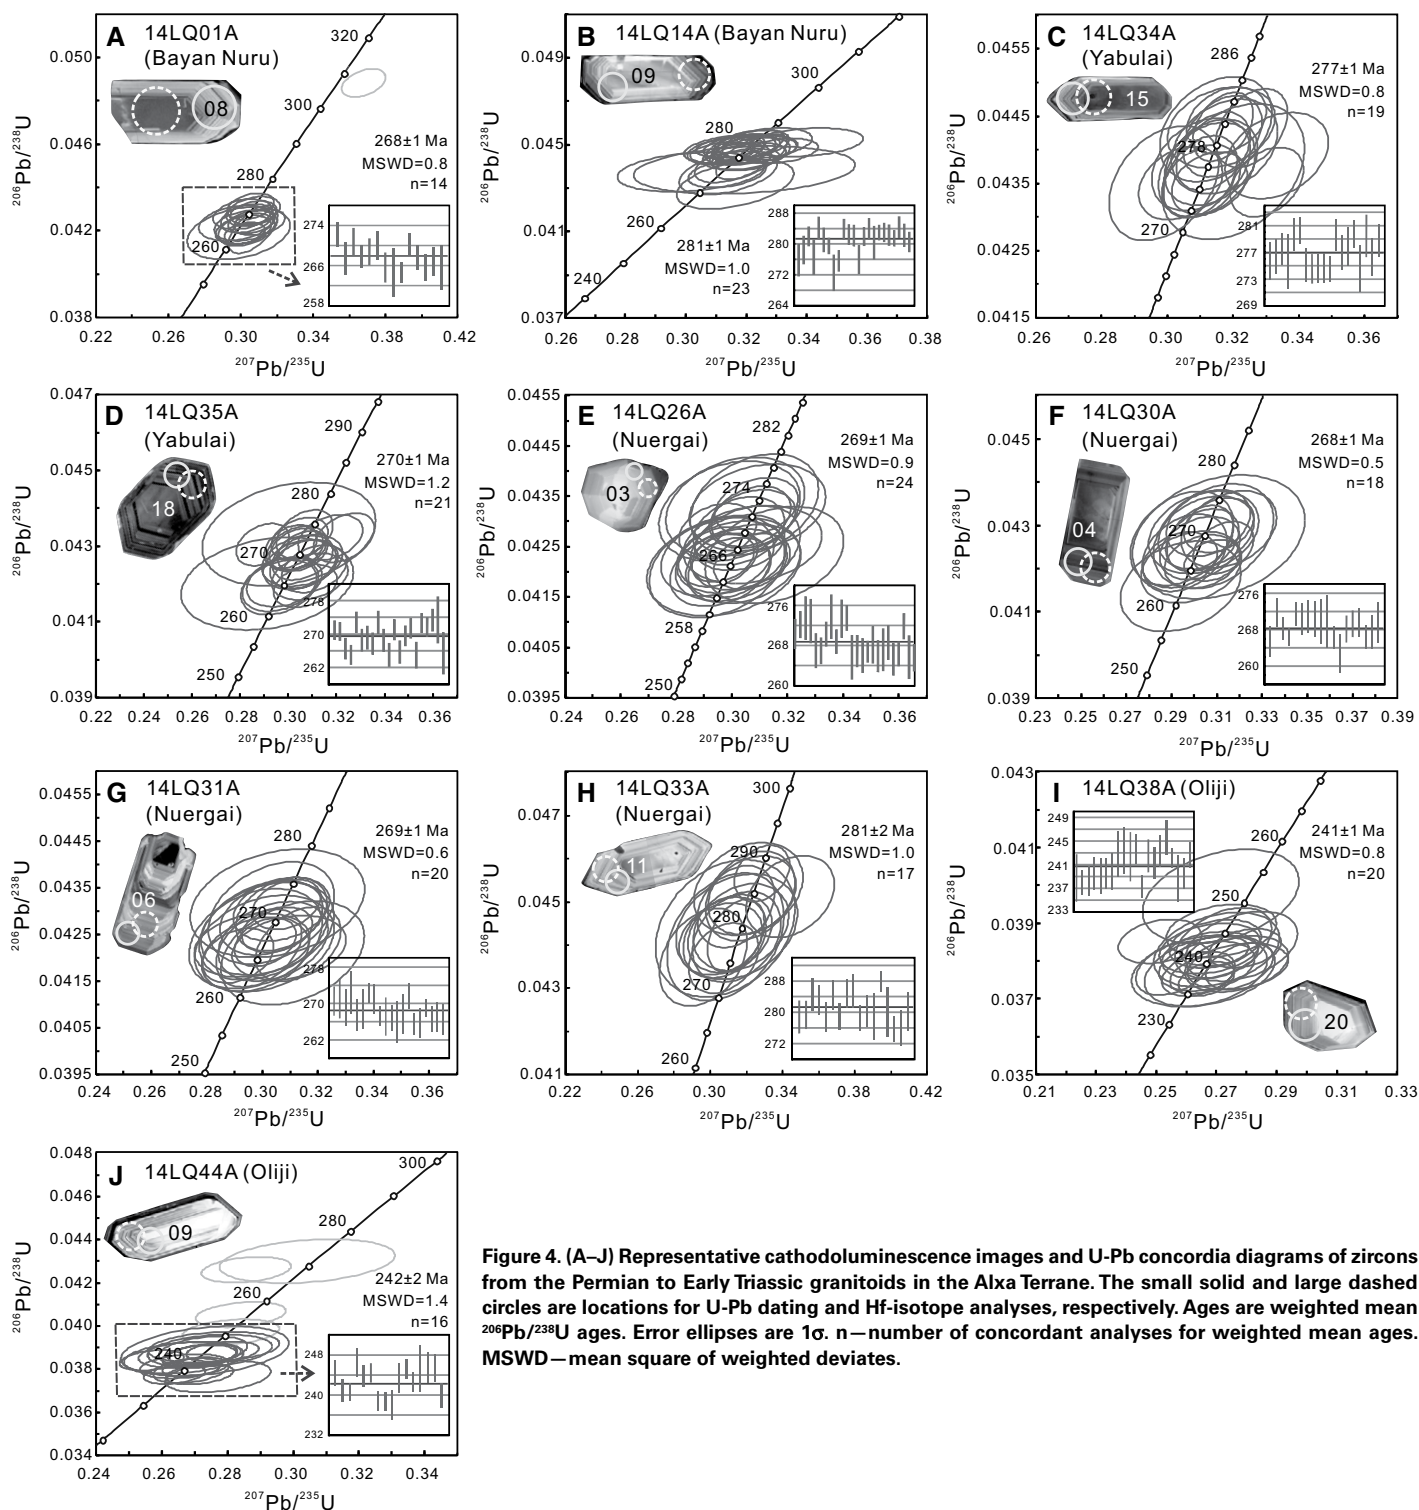 A 14LQ01A
(Bayan Nuru)
08
320
300
280
260
268±1 Ma
MSWD=0.8
n=14
274
266
258
0.050
0.046
0.042
0.038
0.22 0.26 0.30 0.34 0.38 0.42
206Pb/238U
207Pb/235U
B 14LQ14A (Bayan Nuru)
09
300
280
260
240
281±1 Ma
MSWD=1.0
n=23
288
280
272
264
0.049
0.045
0.041
0.037
0.26 0.28 0.30 0.32 0.34 0.36 0.38
206Pb/238U
207Pb/235U
C 14LQ34A
(Yabulai)
15
286
278
270
277±1 Ma
MSWD=0.8
n=19
281
277
273
269
0.0455
0.0445
0.0435
0.0425
0.0415
0.26 0.28 0.30 0.32 0.34 0.36
206Pb/238U
207Pb/235U
D 14LQ35A
(Yabulai)
18
290
280
270
260
250
270±1 Ma
MSWD=1.2
n=21
278
270
262
0.047
0.045
0.043
0.041
0.039
0.22 0.24 0.26 0.28 0.30 0.32 0.34 0.36
206Pb/238U
207Pb/235U
E 14LQ26A
(Nuergai)
03
282
274
266
258
250
269±1 Ma
MSWD=0.9
n=24
276
268
260
0.0455
0.0445
0.0435
0.0425
0.0415
0.0405
0.0395
0.24 0.26 0.28 0.30 0.32 0.34 0.36
206Pb/238U
207Pb/235U
F 14LQ30A
(Nuergai)
04
280
270
260
250
268±1 Ma
MSWD=0.5
n=18
276
268
260
0.045
0.043
0.041
0.039
0.23 0.25 0.27 0.29 0.31 0.33 0.35 0.37 0.39
206Pb/238U
207Pb/235U
G 14LQ31A
(Nuergai)
06
280
270
260
250
269±1 Ma
MSWD=0.6
n=20
278
270
262
0.0455
0.0445
0.0435
0.0425
0.0415
0.0405
0.0395
0.24 0.26 0.28 0.30 0.32 0.34 0.36
206Pb/238U
207Pb/235U
H 14LQ33A
(Nuergai)
11
300
290
280
270
260
281±2 Ma
MSWD=1.0
n=17
288
280
272
0.047
0.045
0.043
0.041
0.22 0.26 0.30 0.34 0.38 0.42
206Pb/238U
207Pb/235U
I 14LQ38A (Oliji)
20
260
250
240
230
241±1 Ma
MSWD=0.8
n=20
249
245
241
237
233
0.043
0.041
0.039
0.037
0.035
0.21 0.23 0.25 0.27 0.29 0.31 0.33
206Pb/238U
207Pb/235U
J 14LQ44A (Oliji)
09
300
280
260
240
242±2 Ma
MSWD=1.4
n=16
248
240
232
0.048
0.046
0.044
0.042
0.040
0.038
0.036
0.034
0.24 0.26 0.28 0.30 0.32 0.34
206Pb/238U
207Pb/235U
Figure 4. (A–J) Representative cathodoluminescence images and U-Pb concordia diagrams of zircons
from the Permian to Early Triassic granitoids in the Alxa Terrane. The small solid and large dashed
circles are locations for U-Pb dating and Hf-isotope analyses, respectively. Ages are weighted mean
206Pb/238U ages. Error ellipses are 1σ. n—number of concordant analyses for weighted mean ages.
MSWD—mean square of weighted deviates.